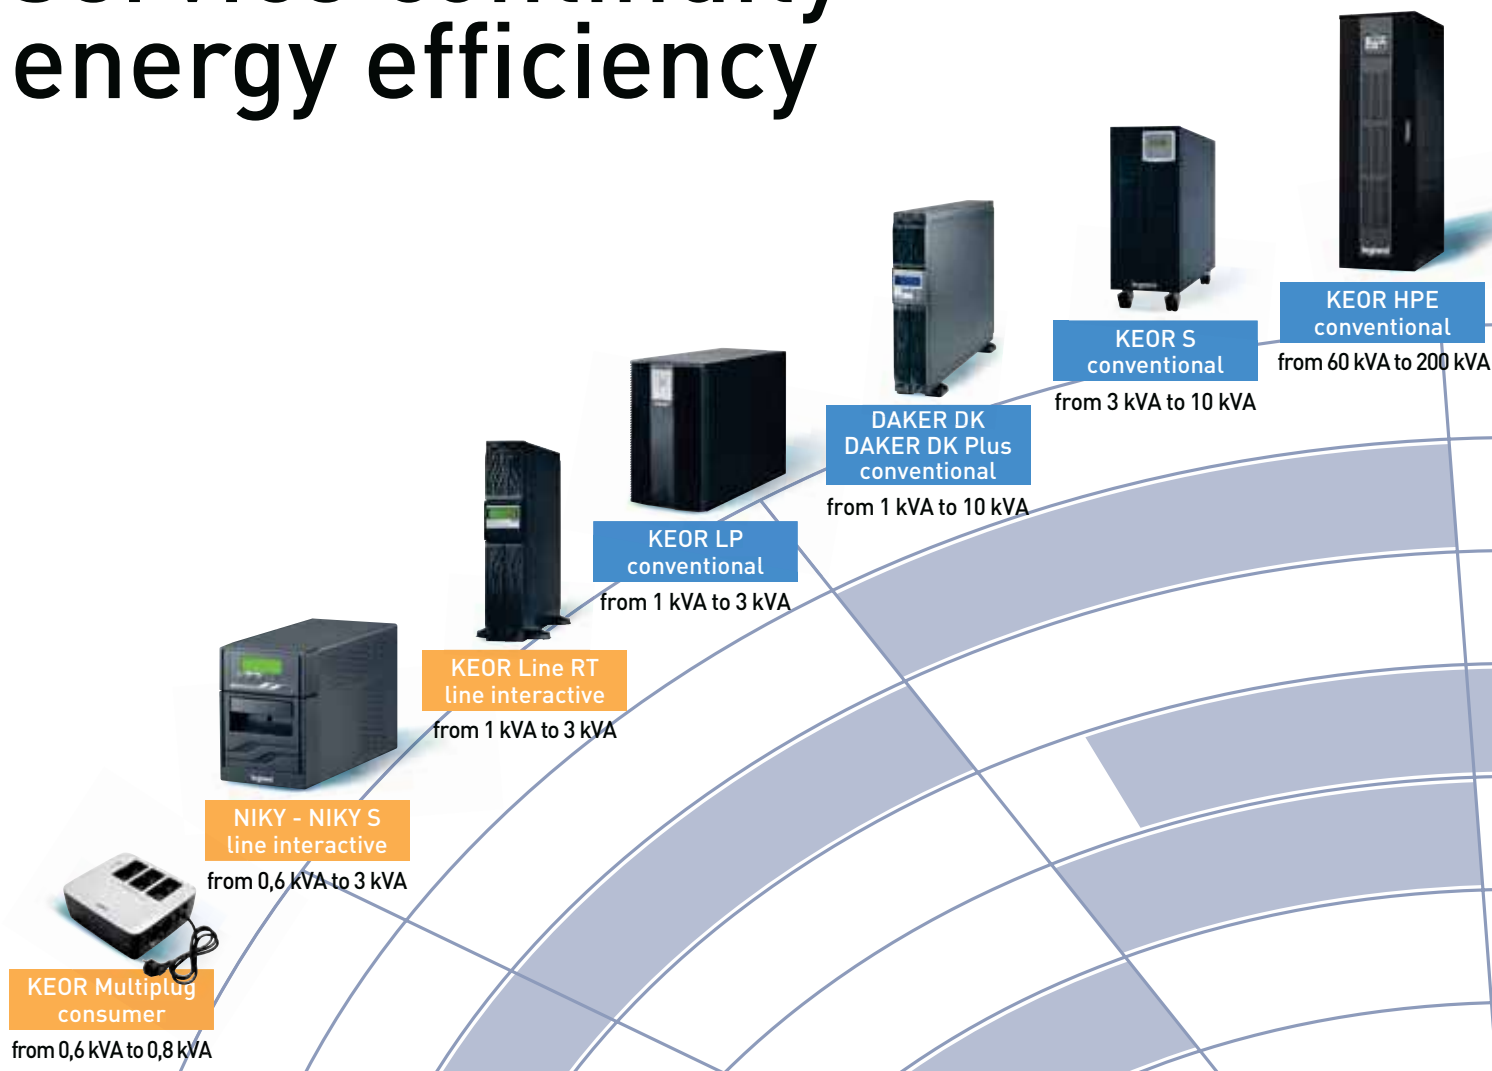 service continuity
energy efficiency
KEOR HPE
conventional
from 60 kVA to 200 kVA
KEOR S
conventional
from 3 kVA to 10 kVA
DAKER DK
DAKER DK Plus
conventional
from 1 kVA to 10 kVA
KEOR LP
conventional
from 1 kVA to 3 kVA
KEOR Line RT
line interactive
from 1 kVA to 3 kVA
NIKY - NIKY S
line interactive
from 0,6 kVA to 3 kVA
KEOR Multiplug
consumer
from 0,6 kVA to 0,8 kVA